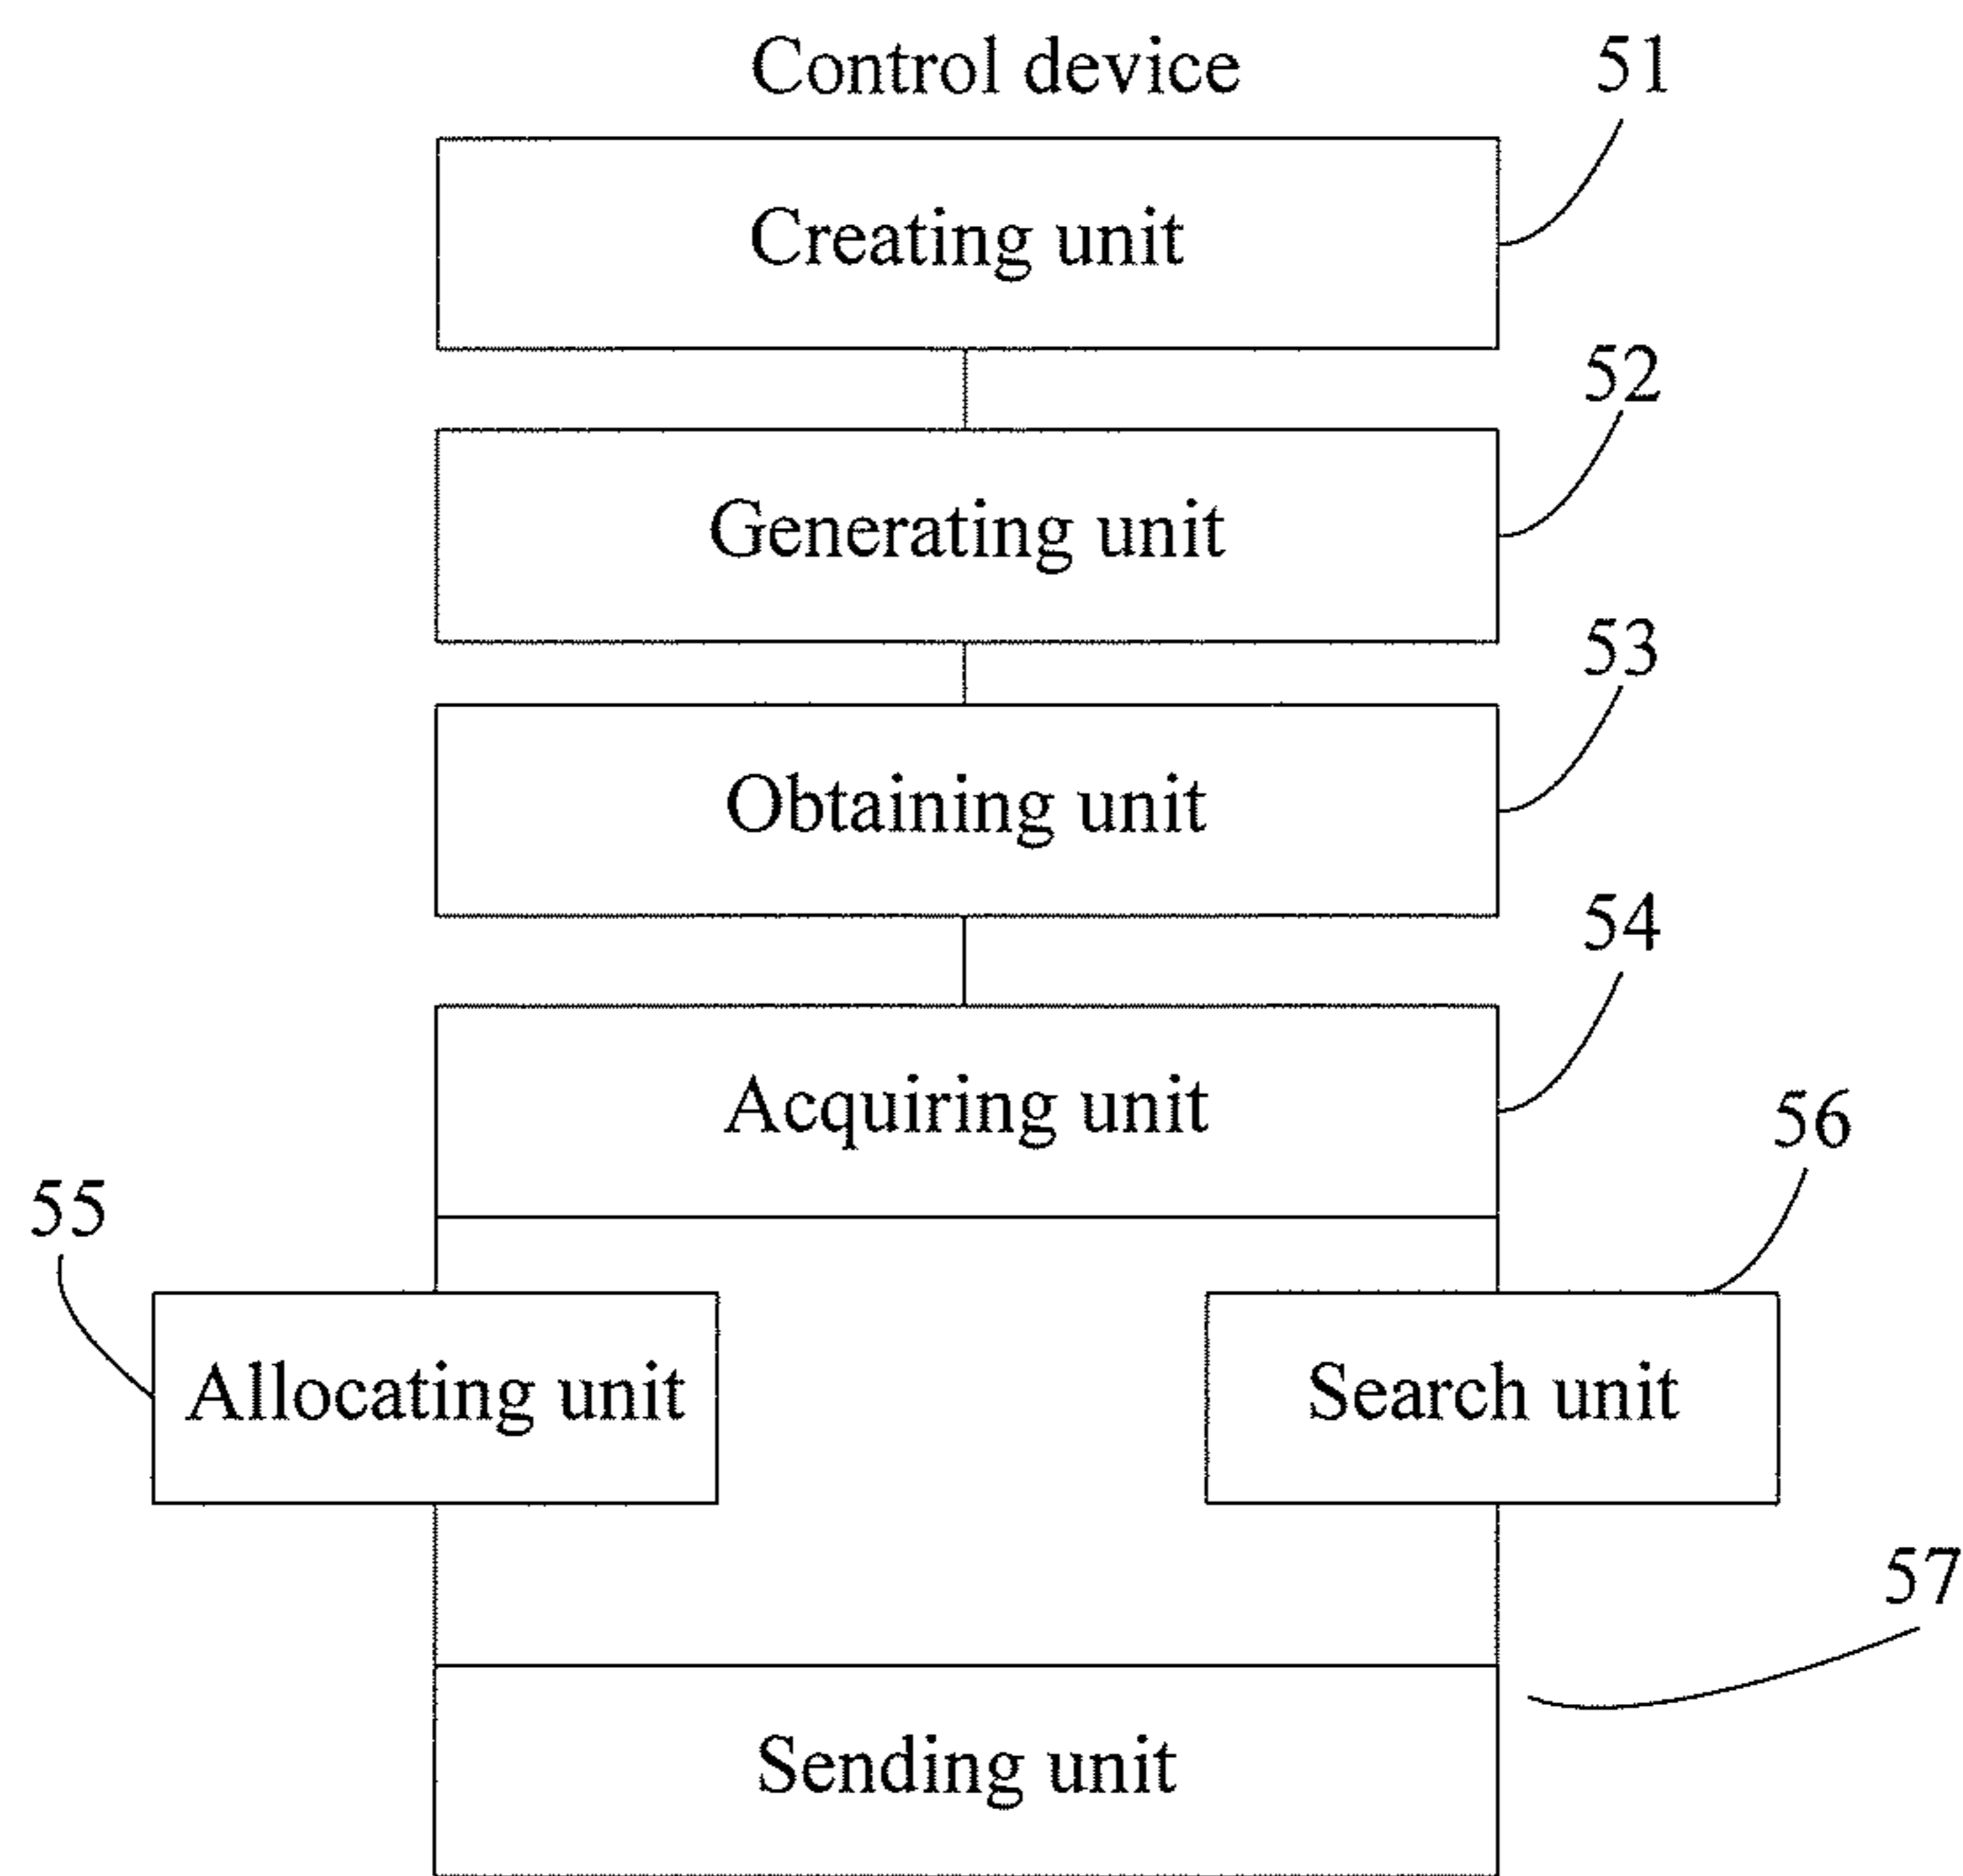 Control device
51
Creating unit
52
Generating unit
53
Obtaining unit
54
Acquiring unit
56
55
Allocating unit
Search unit
57
Sending unit